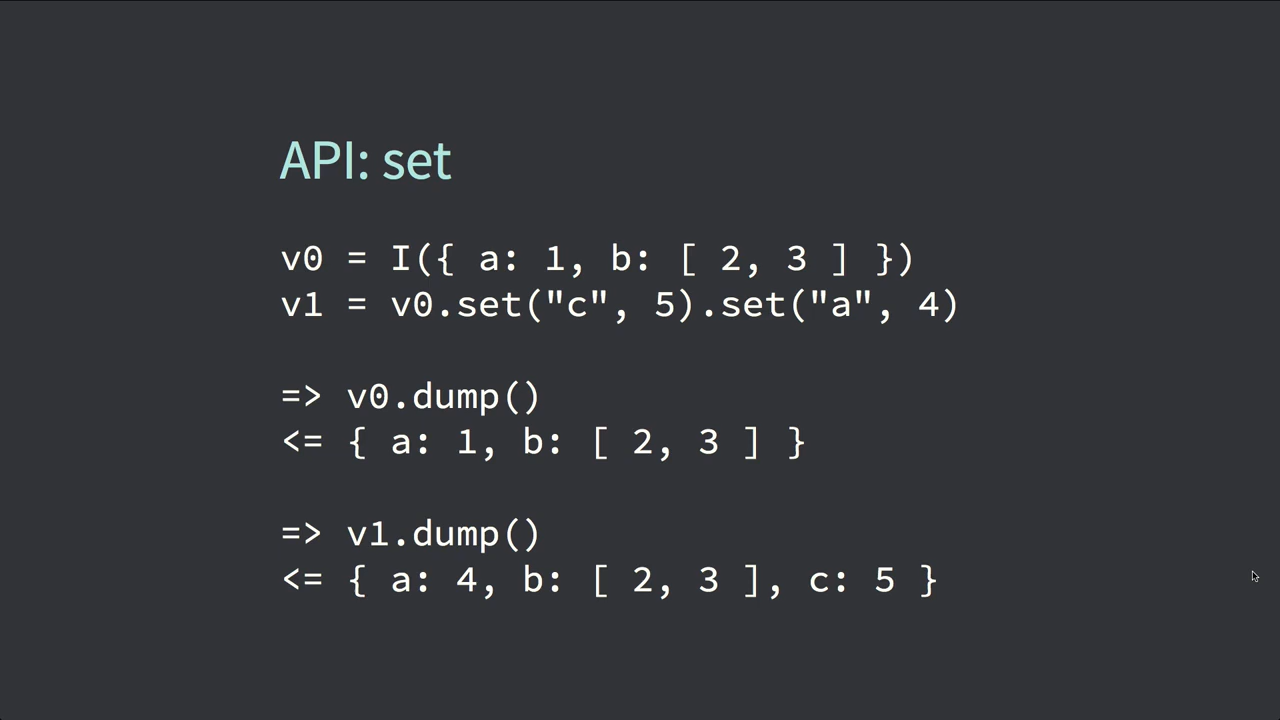 API: set
v0 = I({ a: 1, b: [ 2, 3 ] })
v1 = v0.set("c", 5).set("a", 4)
=> v0.dump()
<= { a: 1, b: [ 2, 3 ] }
=> v1.dump()
<= { a: 4, b: [ 2, 3 ], c: 5 }